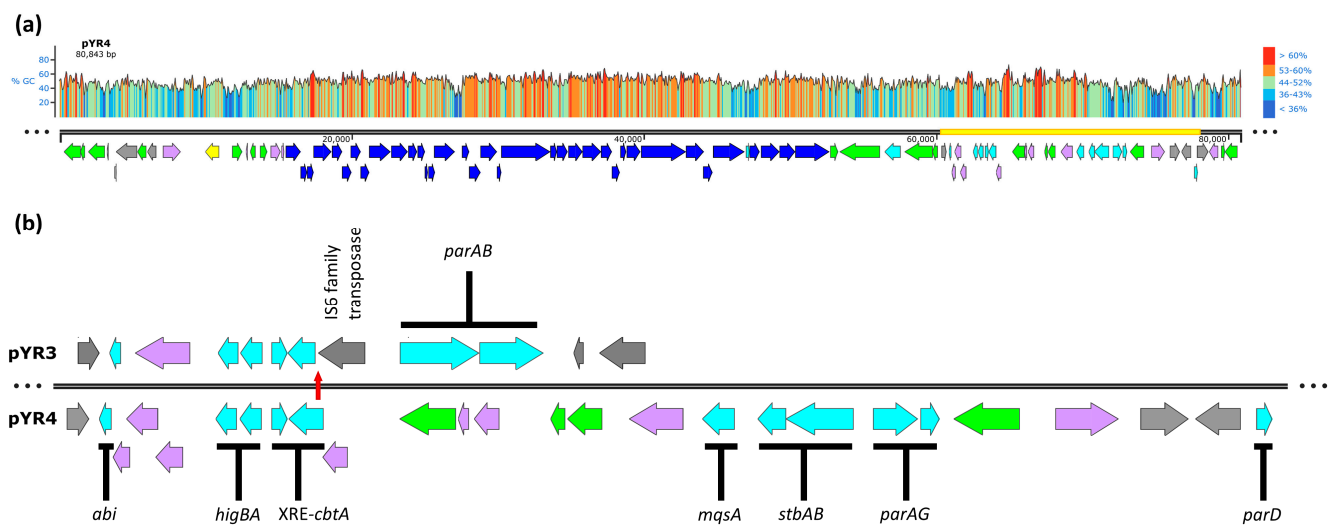 (a)
pYR4
80,843 bp
% GC
80
60
40
20
> 60%
53-60%
44-52%
36-43%
< 36%
20,000
40,000
60,000
80,000
(b)
IS6 family
transposase
parAB
pYR3
pYR4
abi
higBA
XRE-cbtA
mqsA
stbAB
parAG
parD